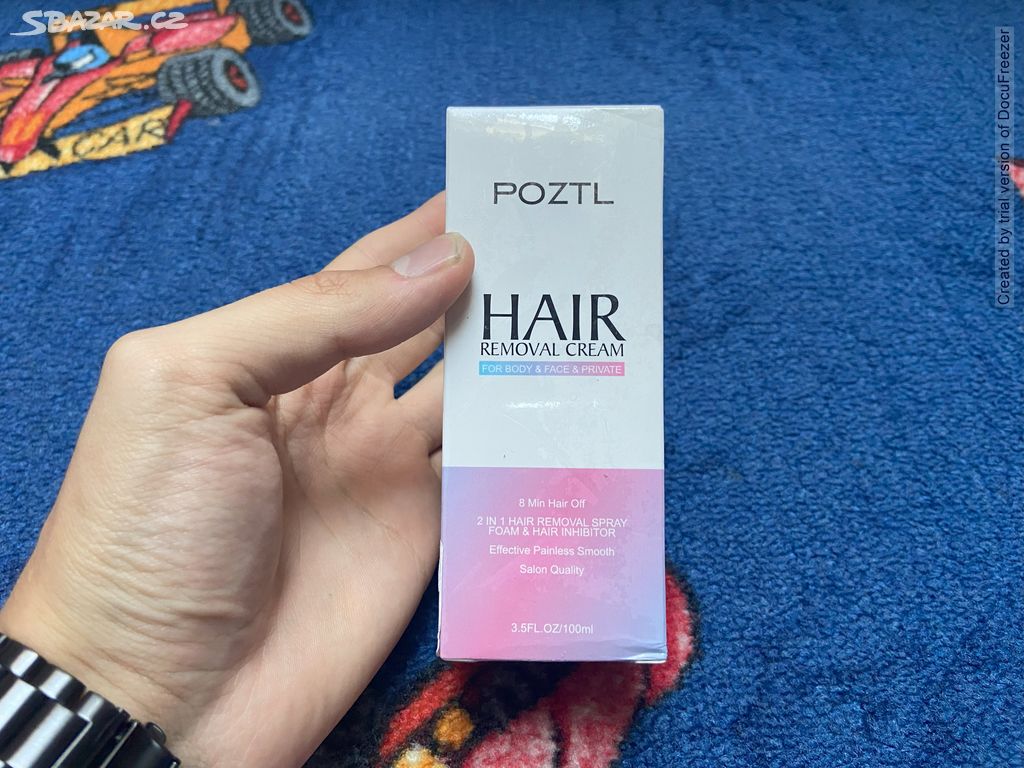 SBAZAR.CZ
CAR
Created by trial version of DocuFreezer
POZTL
HAIR
REMOVAL CREAM
FOR BODY & FACE & PRIVATE
8 Min Hair Off
2 IN 1 HAIR REMOVAL SPRAY
FOAM & HAIR INHIBITOR
Effective Painless Smooth
Salon Quality
3.5FL.OZ/100ml